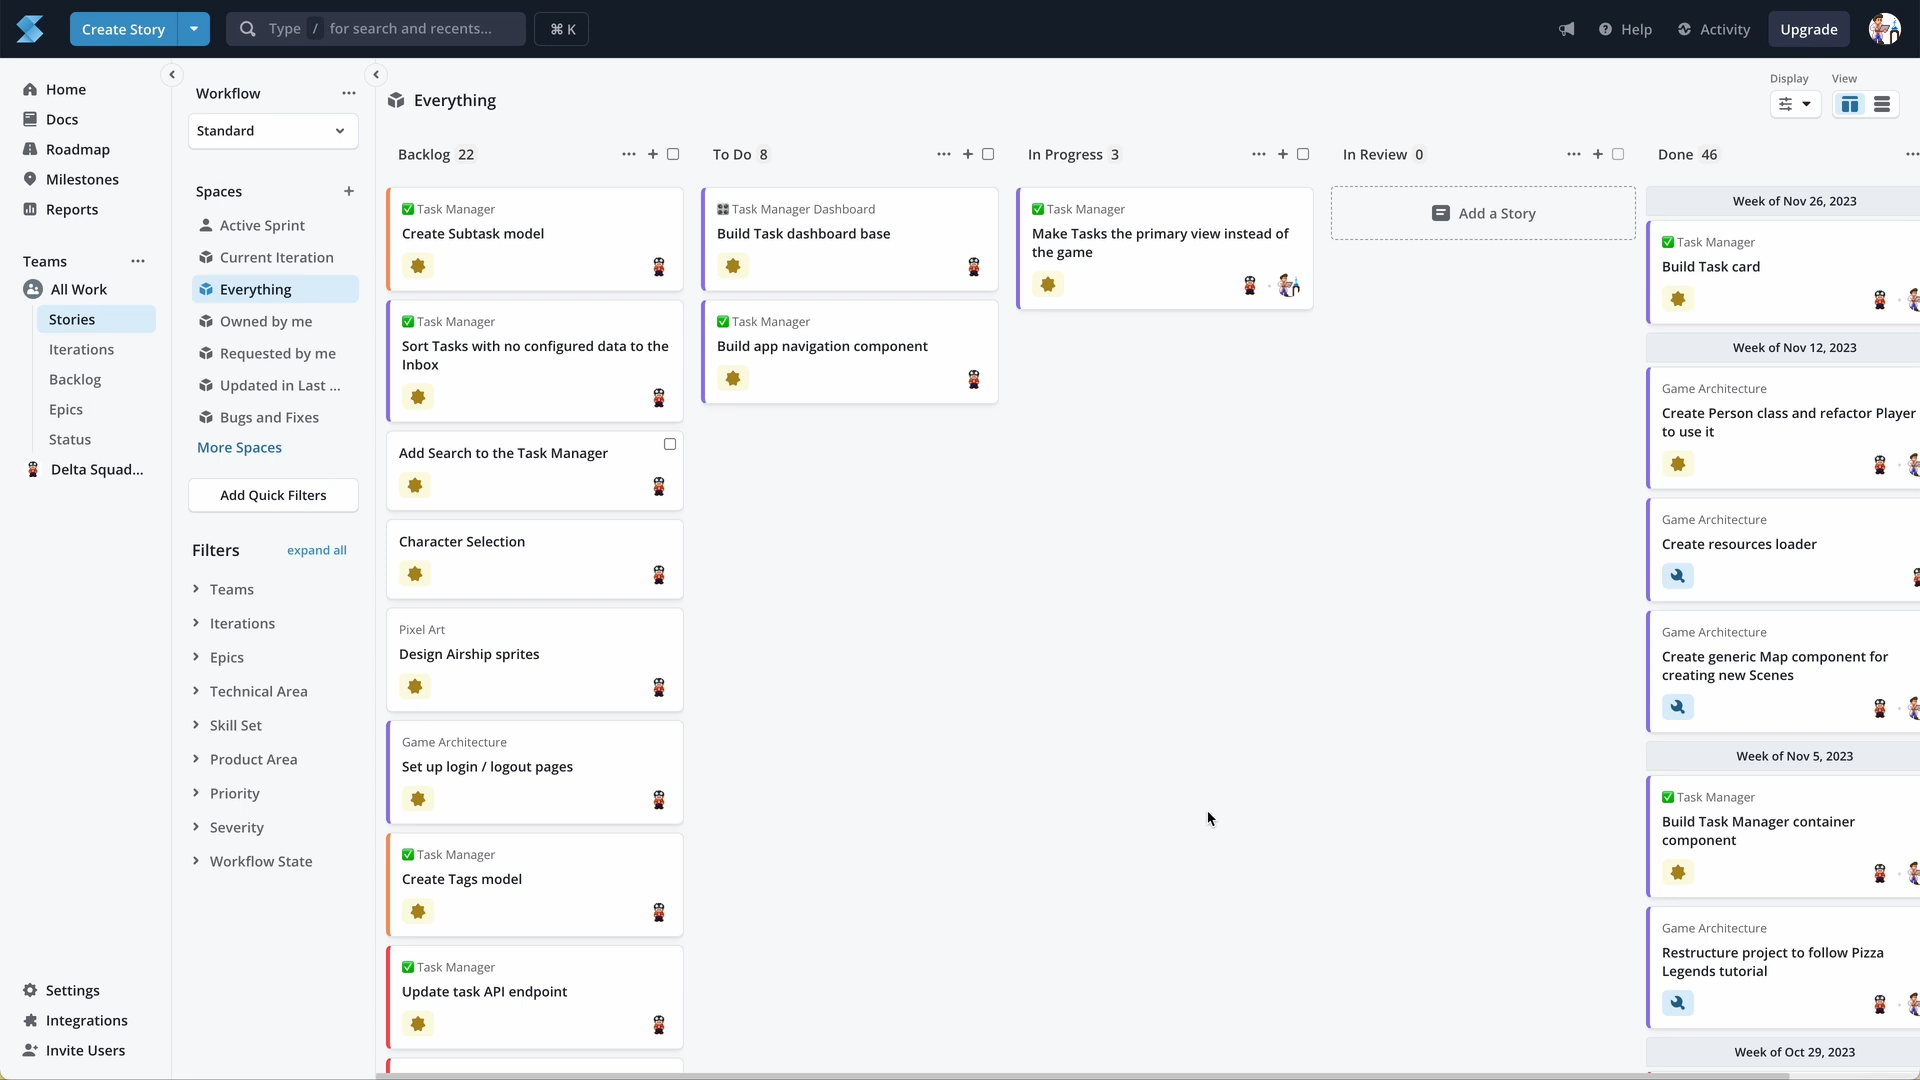 Create Story
Type / for search and recents...
⌘ K
Help
Activity
Upgrade
Home
Docs
Roadmap
Milestones
Reports
Teams
All Work
Stories
Iterations
Backlog
Epics
Status
Delta Squad...
Settings
Integrations
Invite Users
Workflow
Standard
Spaces
Active Sprint
Current Iteration
Everything
Owned by me
Requested by me
Updated in Last ...
Bugs and Fixes
More Spaces
Add Quick Filters
Filters
expand all
Teams
Iterations
Epics
Technical Area
Skill Set
Product Area
Priority
Severity
Workflow State
Everything
Display
View
Backlog 22
Task Manager
Create Subtask model
Task Manager
Sort Tasks with no configured data to the
Inbox
Add Search to the Task Manager
Character Selection
Pixel Art
Design Airship sprites
Game Architecture
Set up login / logout pages
Task Manager
Create Tags model
Task Manager
Update task API endpoint
To Do 8
Task Manager Dashboard
Build Task dashboard base
Task Manager
Build app navigation component
In Progress 3
Task Manager
Make Tasks the primary view instead of
the game
In Review 0
Add a Story
Done 46
Week of Nov 26, 2023
Task Manager
Build Task card
Week of Nov 12, 2023
Game Architecture
Create Person class and refactor Player
to use it
Game Architecture
Create resources loader
Game Architecture
Create generic Map component for
creating new Scenes
Week of Nov 5, 2023
Task Manager
Build Task Manager container
component
Game Architecture
Restructure project to follow Pizza
Legends tutorial
Week of Oct 29, 2023